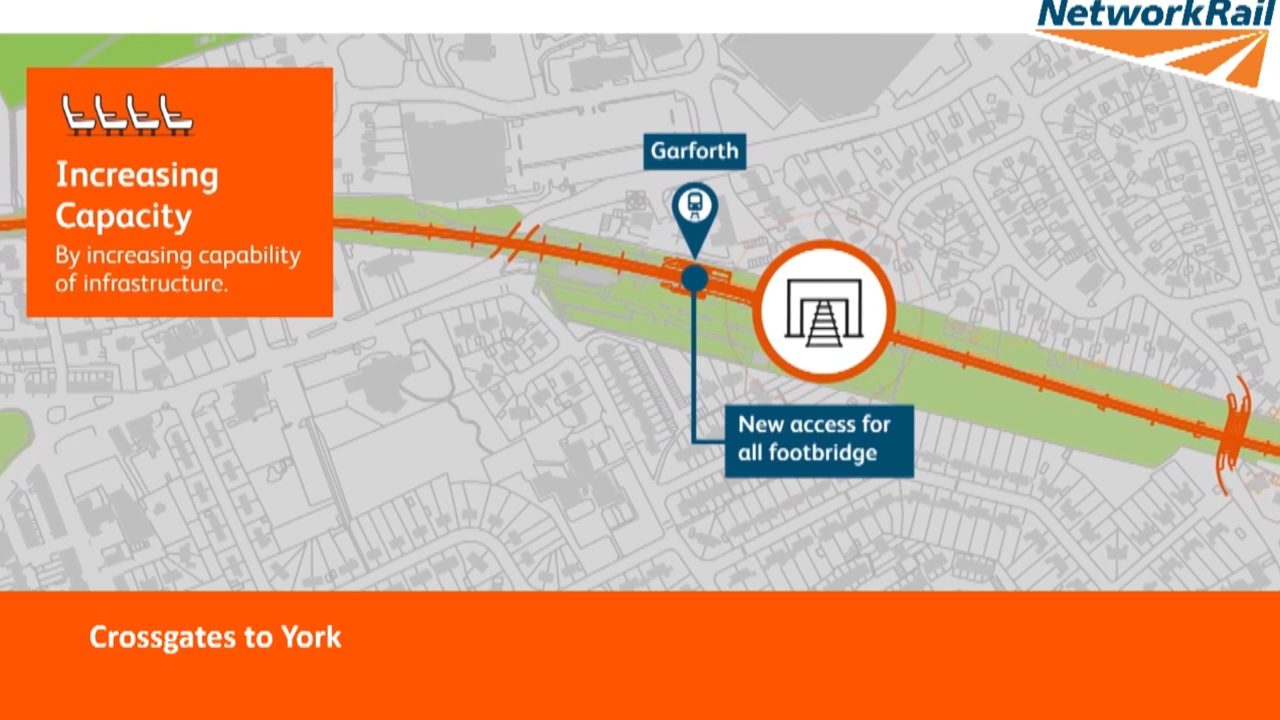 NetworkRail
Increasing
Capacity
By increasing capability
of infrastructure.
Garforth
New access for
all footbridge
Crossgates to York